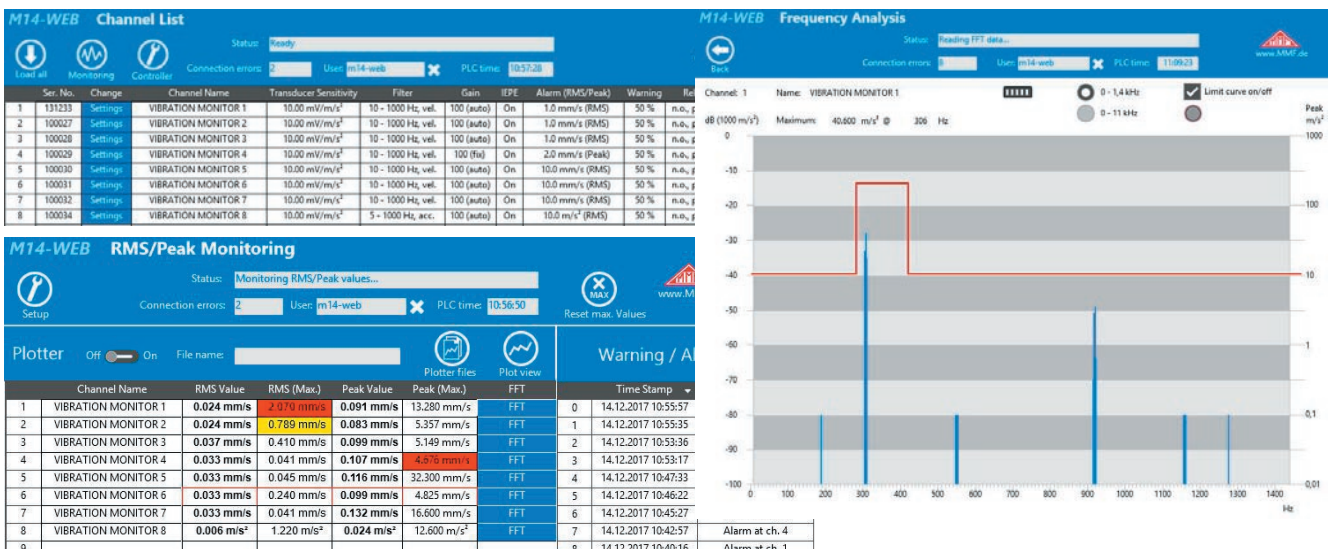 M14-WEB Channel List
Status: Ready
Load all Monitoring Controller Connection errors: 2 User: m14-web PLC time: 10:57:28
Ser. No. Change Channel Name Transducer Sensitivity Filter Gain IEPE Alarm (RMS/Peak) Warning
1 131233 Settings VIBRATION MONITOR 1 10.00 mV/m/s² 10 - 1000 Hz, vel. 100 (auto) On 1.0 mm/s (RMS) 50 % n.o.,
2 100027 Settings VIBRATION MONITOR 2 10.00 mV/m/s² 10 - 1000 Hz, vel. 100 (auto) On 1.0 mm/s (RMS) 50 % n.o.,
3 100028 Settings VIBRATION MONITOR 3 10.00 mV/m/s² 10 - 1000 Hz, vel. 100 (auto) On 1.0 mm/s (RMS) 50 % n.o.,
4 100029 Settings VIBRATION MONITOR 4 10.00 mV/m/s² 10 - 1000 Hz, vel. 100 (fix) On 2.0 mm/s (Peak) 50 % n.o.,
5 100030 Settings VIBRATION MONITOR 5 10.00 mV/m/s² 10 - 1000 Hz, vel. 100 (auto) On 10.0 mm/s (RMS) 50 % n.o.,
6 100031 Settings VIBRATION MONITOR 6 10.00 mV/m/s² 10 - 1000 Hz, vel. 100 (auto) On 10.0 mm/s (RMS) 50 % n.o.,
7 100032 Settings VIBRATION MONITOR 7 10.00 mV/m/s² 10 - 1000 Hz, vel. 100 (auto) On 10.0 mm/s (RMS) 50 % n.o.,
8 100034 Settings VIBRATION MONITOR 8 10.00 mV/m/s² 5 - 1000 Hz, acc. 100 (auto) On 10.0 m/s² (RMS) 50 % n.o.,
M14-WEB RMS/Peak Monitoring
Status: Monitoring RMS/Peak values...
Setup Connection errors: 2 User: m14-web PLC time: 10:56:50 MAX Reset max. Values www.M
Plotter Off On File name: Plotter files Plot view Warning / Al
Channel Name RMS Value RMS (Max.) Peak Value Peak (Max.) FFT Time Stamp
1 VIBRATION MONITOR 1 0.024 mm/s 2.070 mm/s 0.091 mm/s 13.280 mm/s FFT 0 14.12.2017 10:55:57
2 VIBRATION MONITOR 2 0.024 mm/s 0.789 mm/s 0.083 mm/s 5.357 mm/s FFT 1 14.12.2017 10:55:35
3 VIBRATION MONITOR 3 0.037 mm/s 0.410 mm/s 0.099 mm/s 5.149 mm/s FFT 2 14.12.2017 10:53:36
4 VIBRATION MONITOR 4 0.033 mm/s 0.041 mm/s 0.107 mm/s 4.676 mm/s FFT 3 14.12.2017 10:53:17
5 VIBRATION MONITOR 5 0.033 mm/s 0.045 mm/s 0.116 mm/s 32.300 mm/s FFT 4 14.12.2017 10:47:33
6 VIBRATION MONITOR 6 0.033 mm/s 0.240 mm/s 0.099 mm/s 4.825 mm/s FFT 5 14.12.2017 10:46:22
7 VIBRATION MONITOR 7 0.033 mm/s 0.041 mm/s 0.132 mm/s 16.600 mm/s FFT 6 14.12.2017 10:45:27
8 VIBRATION MONITOR 8 0.006 m/s² 1.220 m/s² 0.024 m/s² 12.600 m/s² FFT 7 14.12.2017 10:42:57 Alarm at ch. 4
9 8 14.12.2017 10:40:16 Alarm at ch. 1
M14-WEB Frequency Analysis
Status: Reading FFT data...
Back Connection errors: 8 User: m14-web PLC time: 11:09:23 www.MMF.de
Channel: 1 Name: VIBRATION MONITOR 1 0 - 1,4 kHz Limit curve on/off
0 - 11 kHz
dB (1000 m/s²) Maximum: 40.600 m/s² @ 306 Hz Peak m/s²
0 1000
-10
-20 100
-30
-40 10
-50
-60 1
-70
-80 0,1
-90
-100 0,01
0 100 200 300 400 500 600 700 800 900 1000 1100 1200 1300 1400
Hz